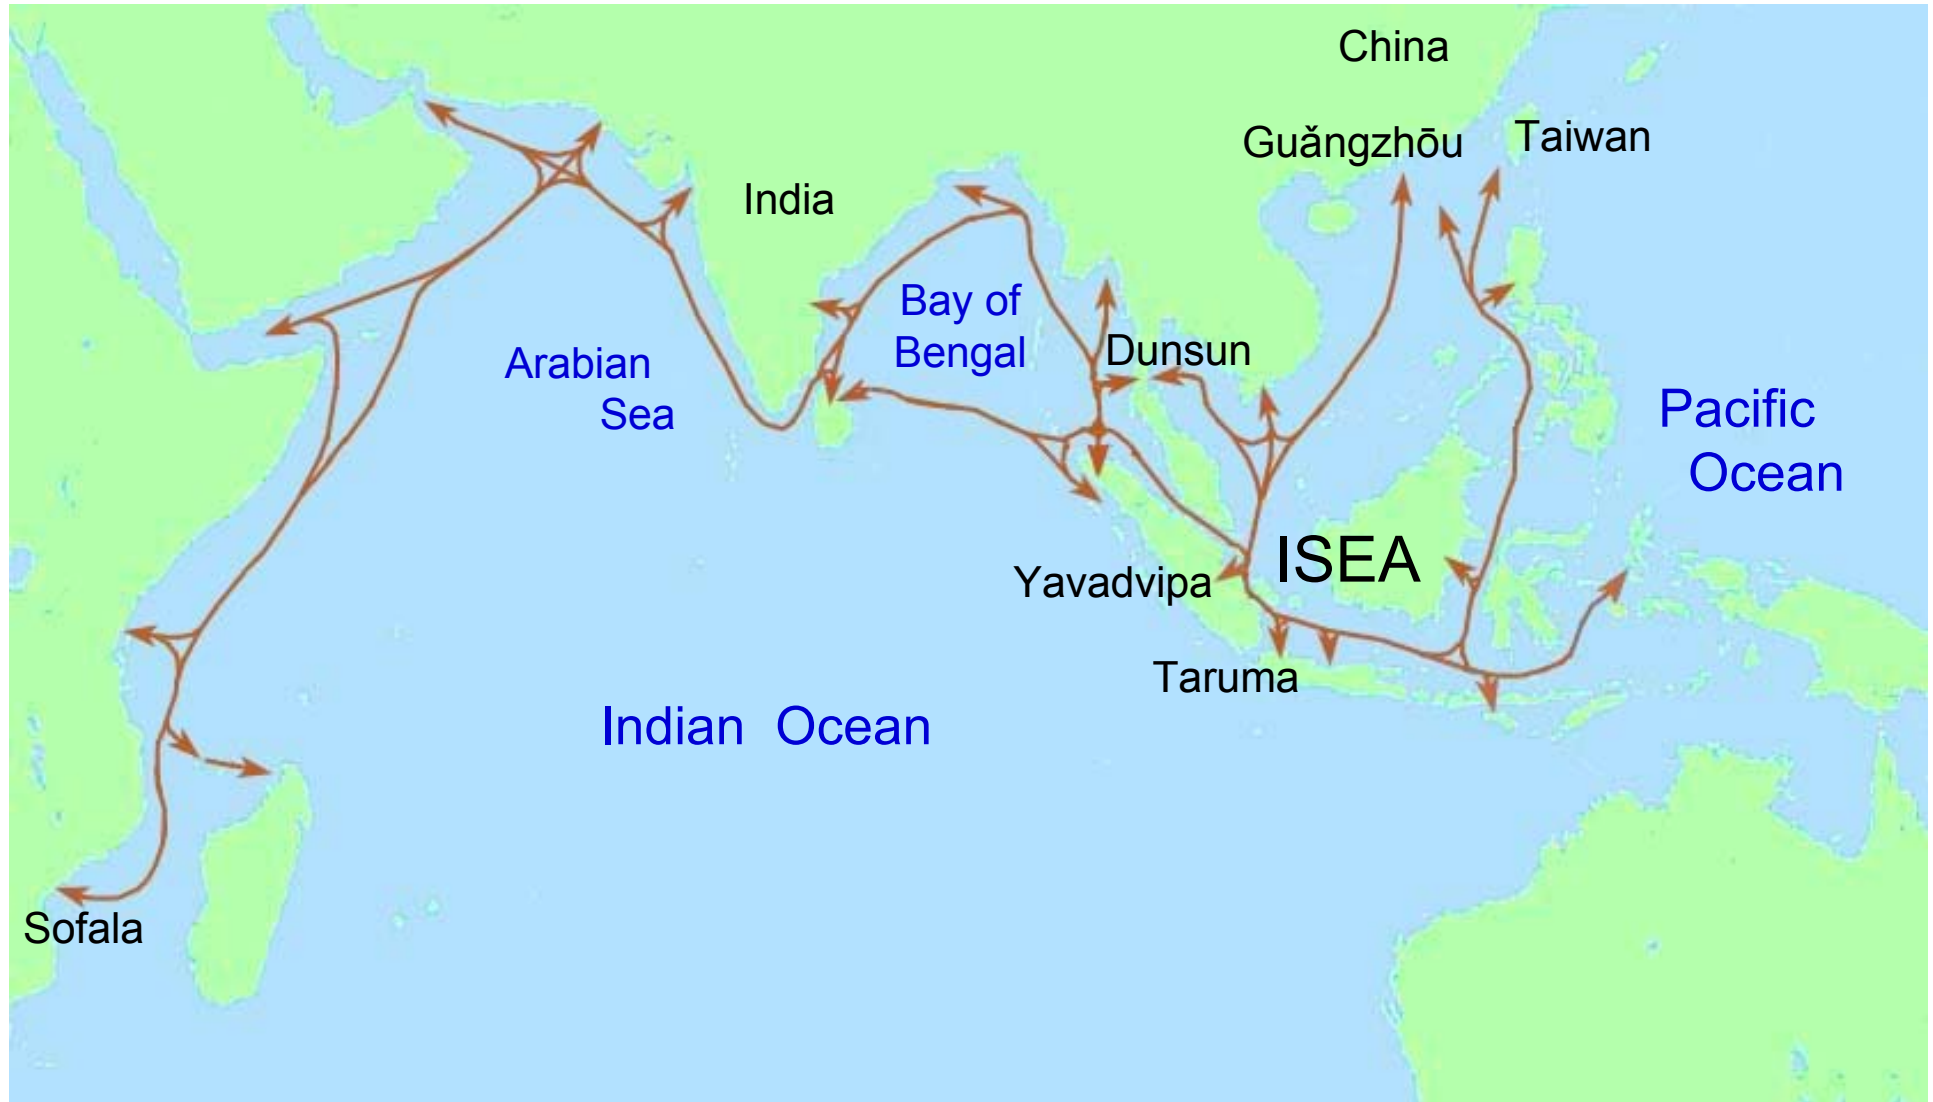 China
Guǎngzhōu
Taiwan
India
Bay of
Bengal
Dunsun
Arabian
Sea
Pacific
Ocean
ISEA
Yavadvipa
Taruma
Indian Ocean
Sofala